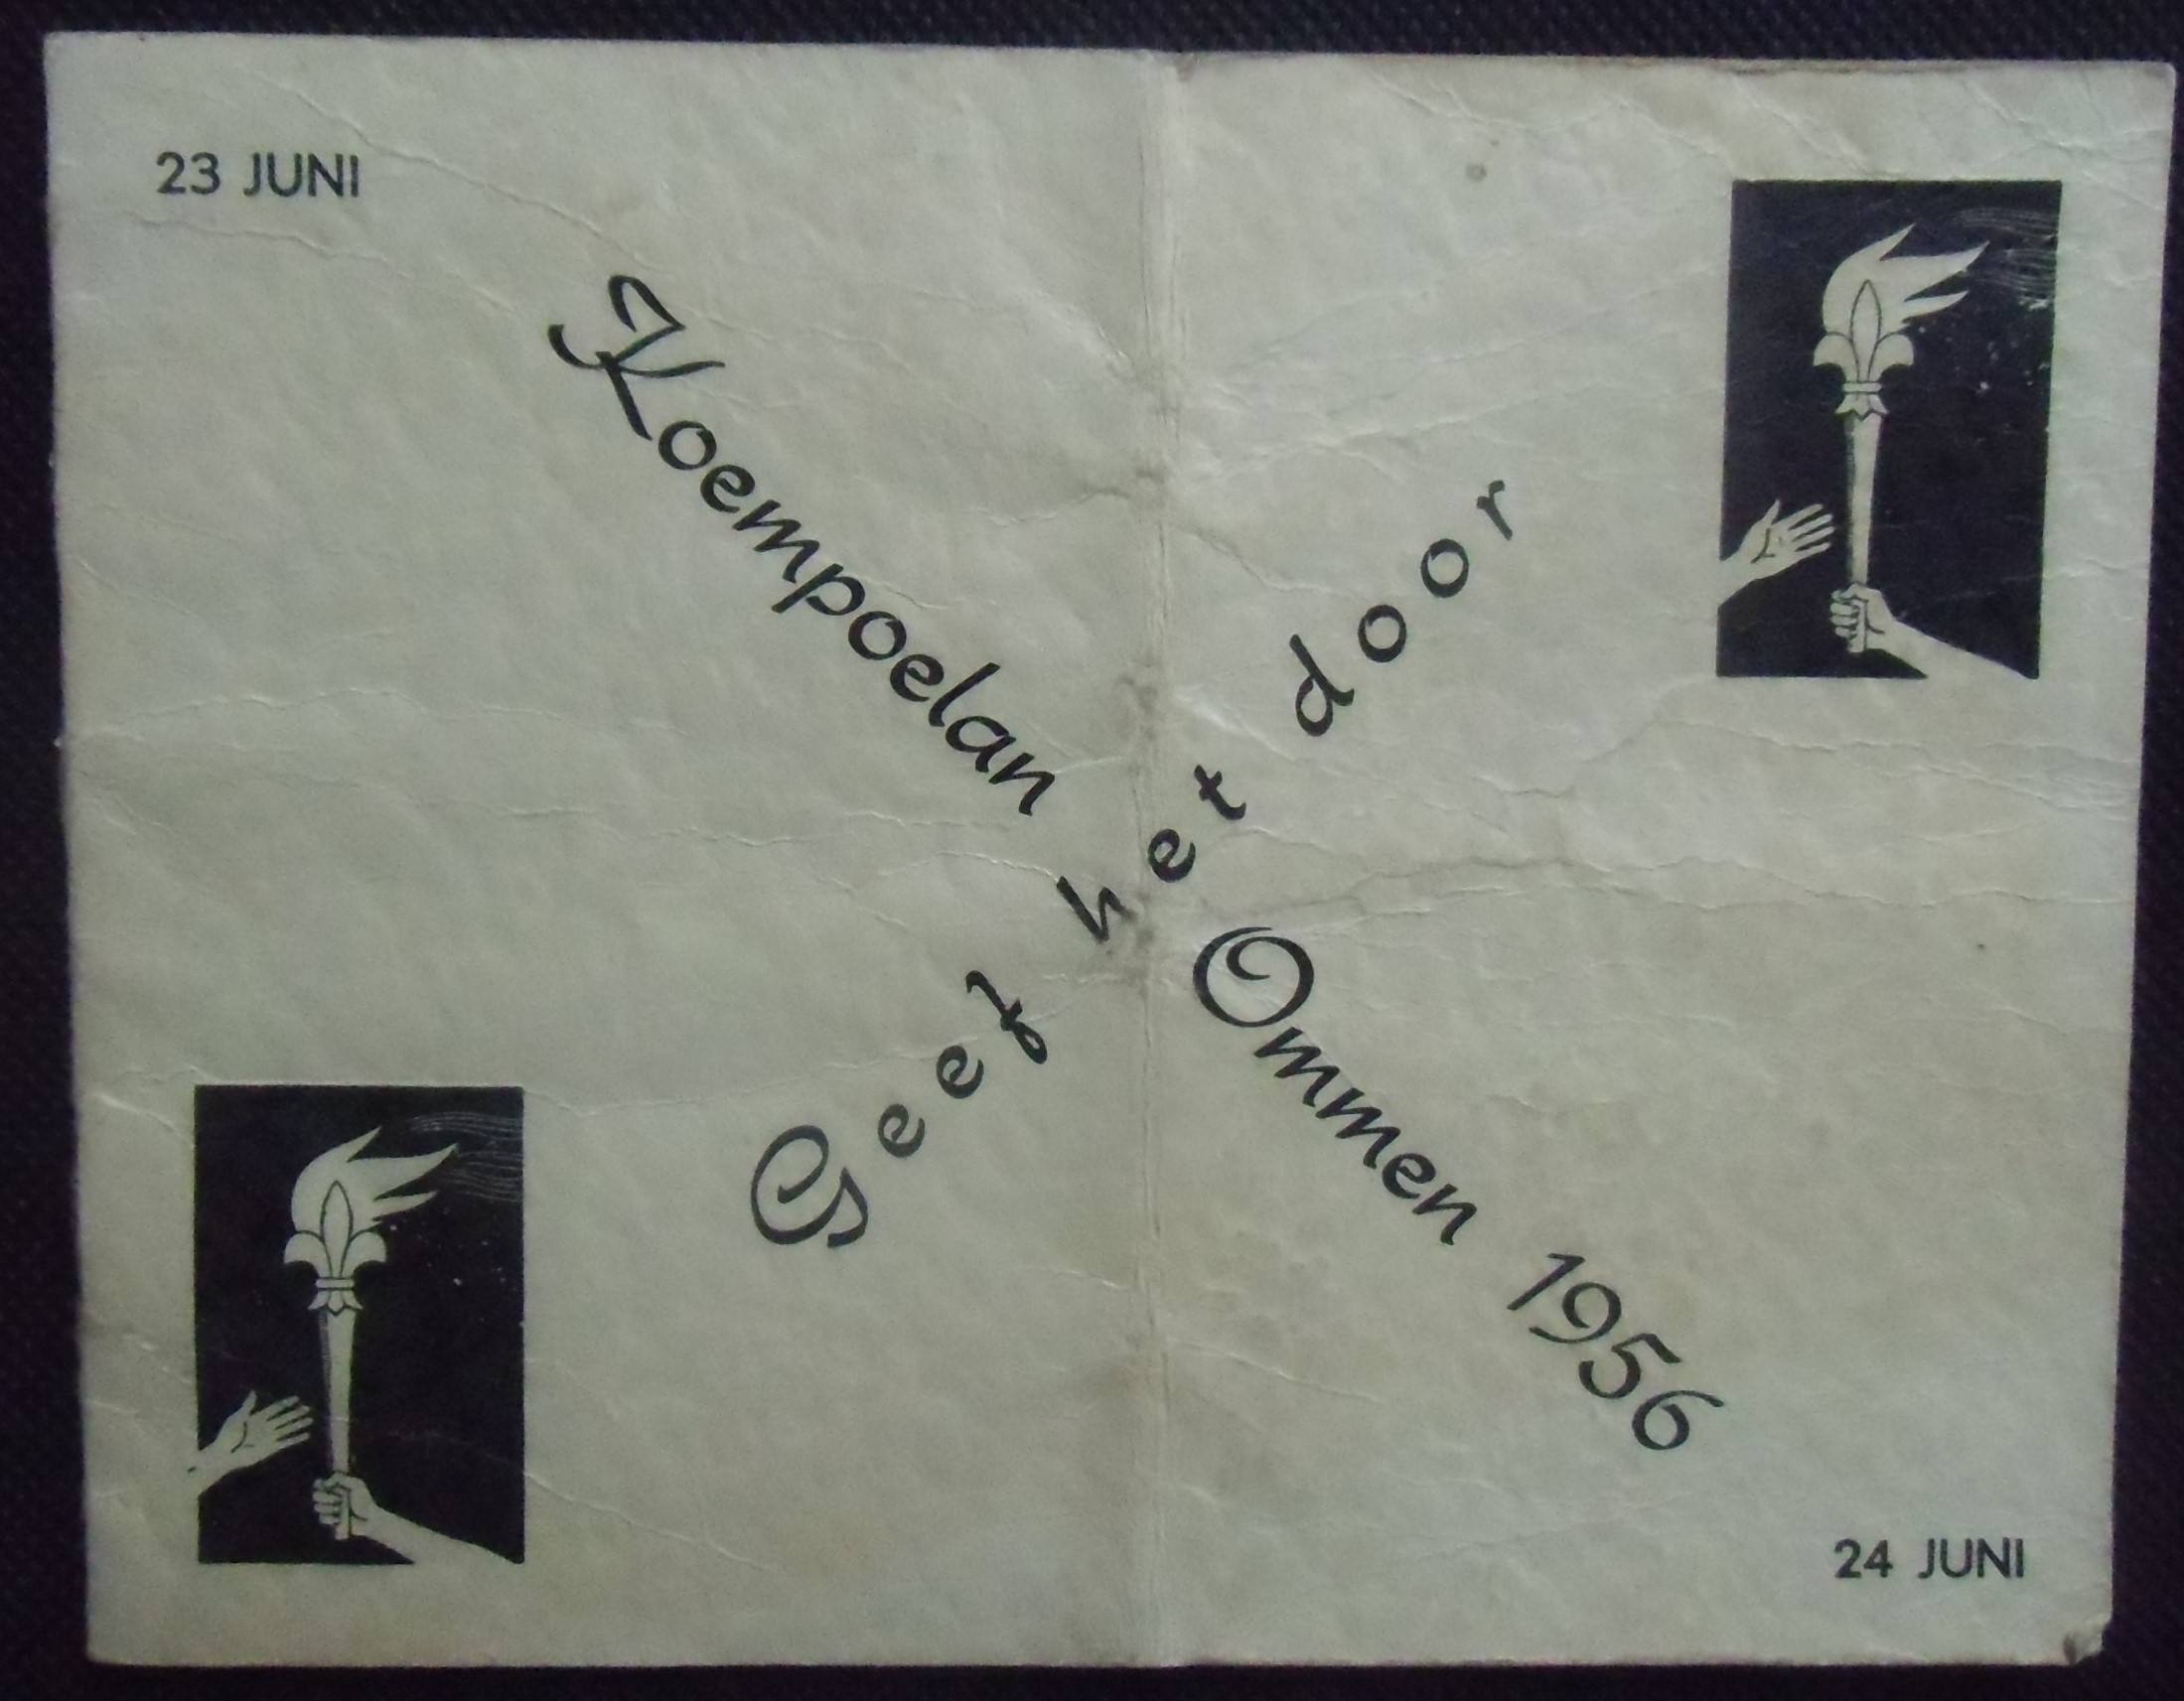 23 JUNI
Koempoelan Ommen 1956
Geef het door
24 JUNI